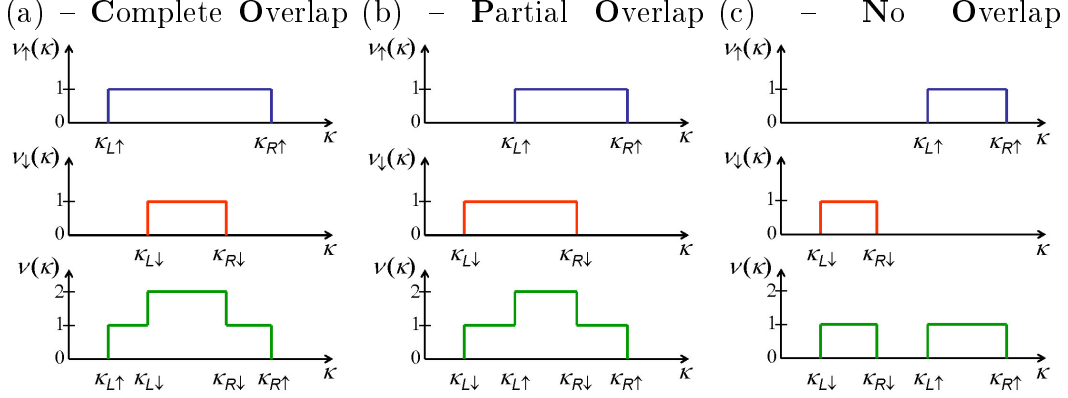 (a) – Complete Overlap (b) – Partial Overlap (c) – No Overlap
ν↑(κ)
1
0
κL↑ κR↑ κ
ν↓(κ)
1
0
κL↓ κR↓ κ
ν(κ)
2
1
0
κL↑ κL↓ κR↓ κR↑ κ
ν↑(κ)
1
0
κL↑ κR↑ κ
ν↓(κ)
1
0
κL↓ κR↓ κ
ν(κ)
2
1
0
κL↓ κL↑ κR↓ κR↑ κ
ν↑(κ)
1
0
κL↑ κR↑ κ
ν↓(κ)
1
0
κL↓ κR↓ κ
ν(κ)
2
1
0
κL↓ κR↓ κL↑ κR↑ κ